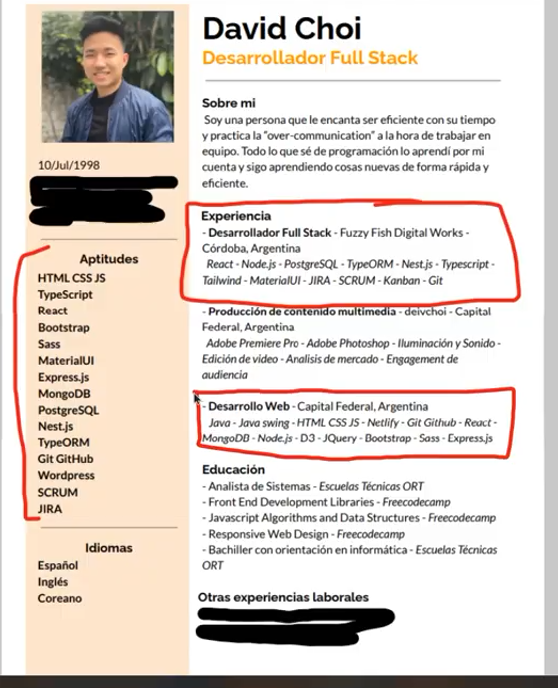 David Choi
Desarrollador Full Stack
Sobre mi
Soy una persona que le encanta ser eficiente con su tiempo
y practica la "over-communication" a la hora de trabajar en
equipo. Todo lo que sé de programación lo aprendí por mi
cuenta y sigo aprendiendo cosas nuevas de forma rápida y
eficiente.
10/Jul/1998
Aptitudes
HTML CSS JS
TypeScript
React
Bootstrap
Sass
MaterialUI
Express.js
MongoDB
PostgreSQL
Nest.js
TypeORM
Git GitHub
Wordpress
SCRUM
JIRA
Idiomas
Español
Inglés
Coreano
Experiencia
- Desarrollador Full Stack - Fuzzy Fish Digital Works -
Córdoba, Argentina
React - Node.js - PostgreSQL - TypeORM - Nest.js - Typescript -
Tailwind - MaterialUI - JIRA - SCRUM - Kanban - Git
- Producción de contenido multimedia - deivchoi - Capital
Federal, Argentina
Adobe Premiere Pro - Adobe Photoshop - Iluminación y Sonido -
Edición de video - Analisis de mercado - Engagement de
audiencia
- Desarrollo Web - Capital Federal, Argentina
Java - Java swing - HTML CSS JS - Netlify - Git Github - React -
MongoDB - Node.js - D3 - JQuery - Bootstrap - Sass - Express.js
Educación
- Analista de Sistemas - Escuelas Técnicas ORT
- Front End Development Libraries - Freecodecamp
- Javascript Algorithms and Data Structures - Freecodecamp
- Responsive Web Design - Freecodecamp
- Bachiller con orientación en informática - Escuelas Técnicas
ORT
Otras experiencias laborales